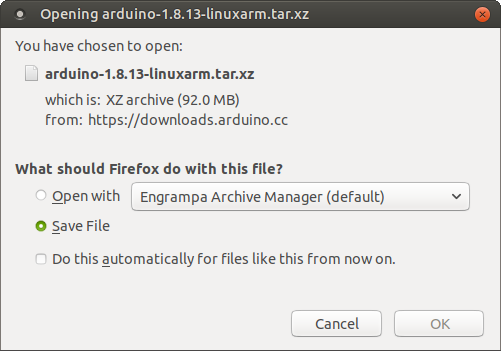 Opening arduino-1.8.13-linuxarm.tar.xz
You have chosen to open:
arduino-1.8.13-linuxarm.tar.xz
which is: XZ archive (92.0 MB)
from: https://downloads.arduino.cc
What should Firefox do with this file?
Open with Engrampa Archive Manager (default)
Save File
Do this automatically for files like this from now on.
Cancel OK